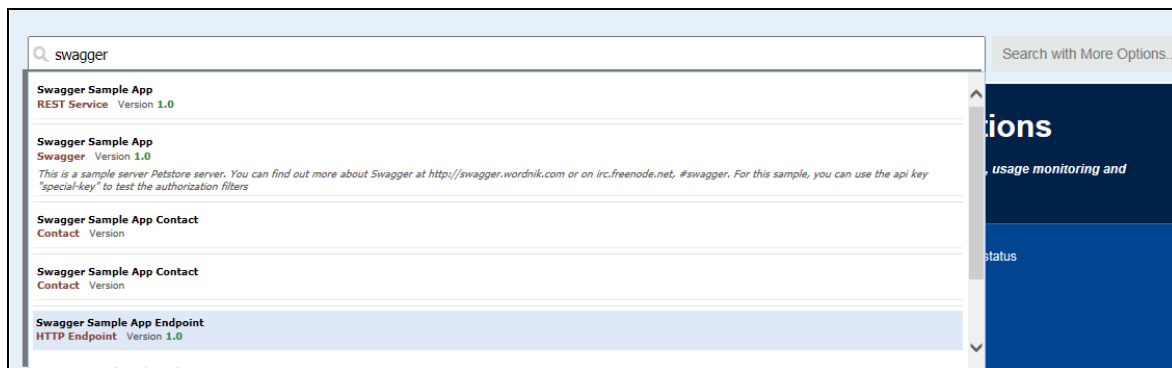 swagger
Search with More Options..
Swagger Sample App
REST Service Version 1.0
Swagger Sample App
Swagger Version 1.0
This is a sample server Petstore server. You can find out more about Swagger at http://swagger.wordnik.com or on irc.freenode.net, #swagger. For this sample, you can use the api key
"special-key" to test the authorization filters
Swagger Sample App Contact
Contact Version
Swagger Sample App Contact
Contact Version
Swagger Sample App Endpoint
HTTP Endpoint Version 1.0
tions
, usage monitoring and
status